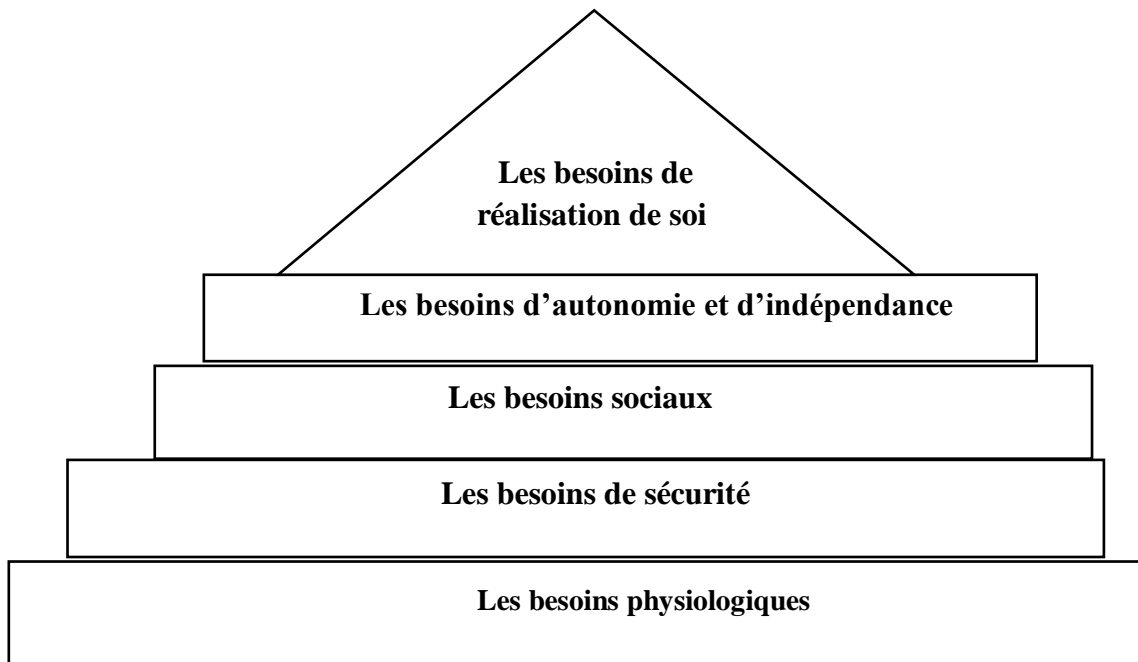 Les besoins de
réalisation de soi
Les besoins d’autonomie et d’indépendance
Les besoins sociaux
Les besoins de sécurité
Les besoins physiologiques